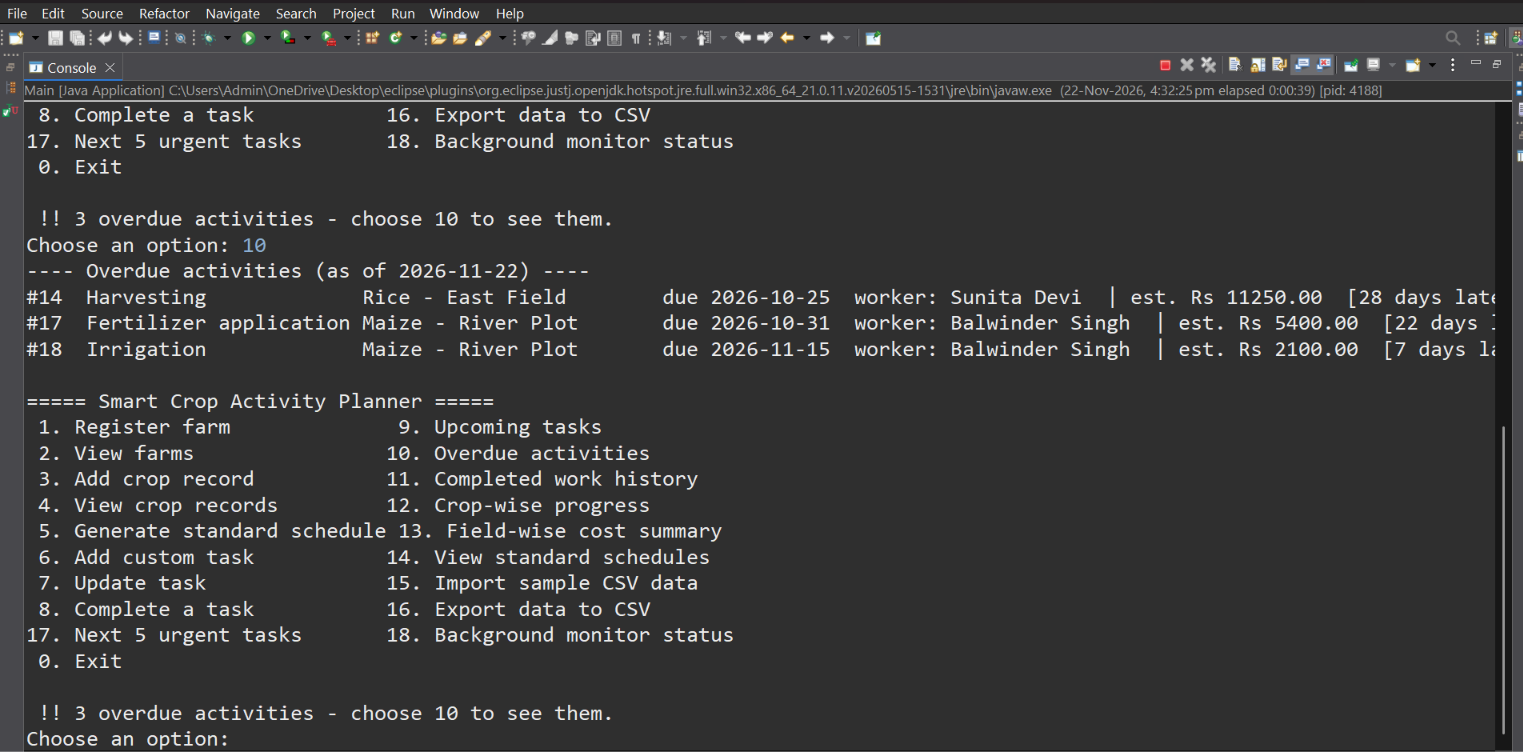 File Edit Source Refactor Navigate Search Project Run Window Help
Console
Main [Java Application] C:\Users\Admin\OneDrive\Desktop\eclipse\plugins\org.eclipse.justj.openjdk.hotspot.jre.full.win32.x86_64_21.0.11.v20260515-1531\jre\bin\javaw.exe (22-Nov-2026, 4:32:25 pm elapsed 0:00:39) [pid: 4188]
8. Complete a task 16. Export data to CSV
17. Next 5 urgent tasks 18. Background monitor status
0. Exit
!! 3 overdue activities - choose 10 to see them.
Choose an option: 10
---- Overdue activities (as of 2026-11-22) ----
#14 Harvesting Rice - East Field due 2026-10-25 worker: Sunita Devi | est. Rs 11250.00 [28 days late
#17 Fertilizer application Maize - River Plot due 2026-10-31 worker: Balwinder Singh | est. Rs 5400.00 [22 days l
#18 Irrigation Maize - River Plot due 2026-11-15 worker: Balwinder Singh | est. Rs 2100.00 [7 days la
===== Smart Crop Activity Planner =====
1. Register farm 9. Upcoming tasks
2. View farms 10. Overdue activities
3. Add crop record 11. Completed work history
4. View crop records 12. Crop-wise progress
5. Generate standard schedule 13. Field-wise cost summary
6. Add custom task 14. View standard schedules
7. Update task 15. Import sample CSV data
8. Complete a task 16. Export data to CSV
17. Next 5 urgent tasks 18. Background monitor status
0. Exit
!! 3 overdue activities - choose 10 to see them.
Choose an option: